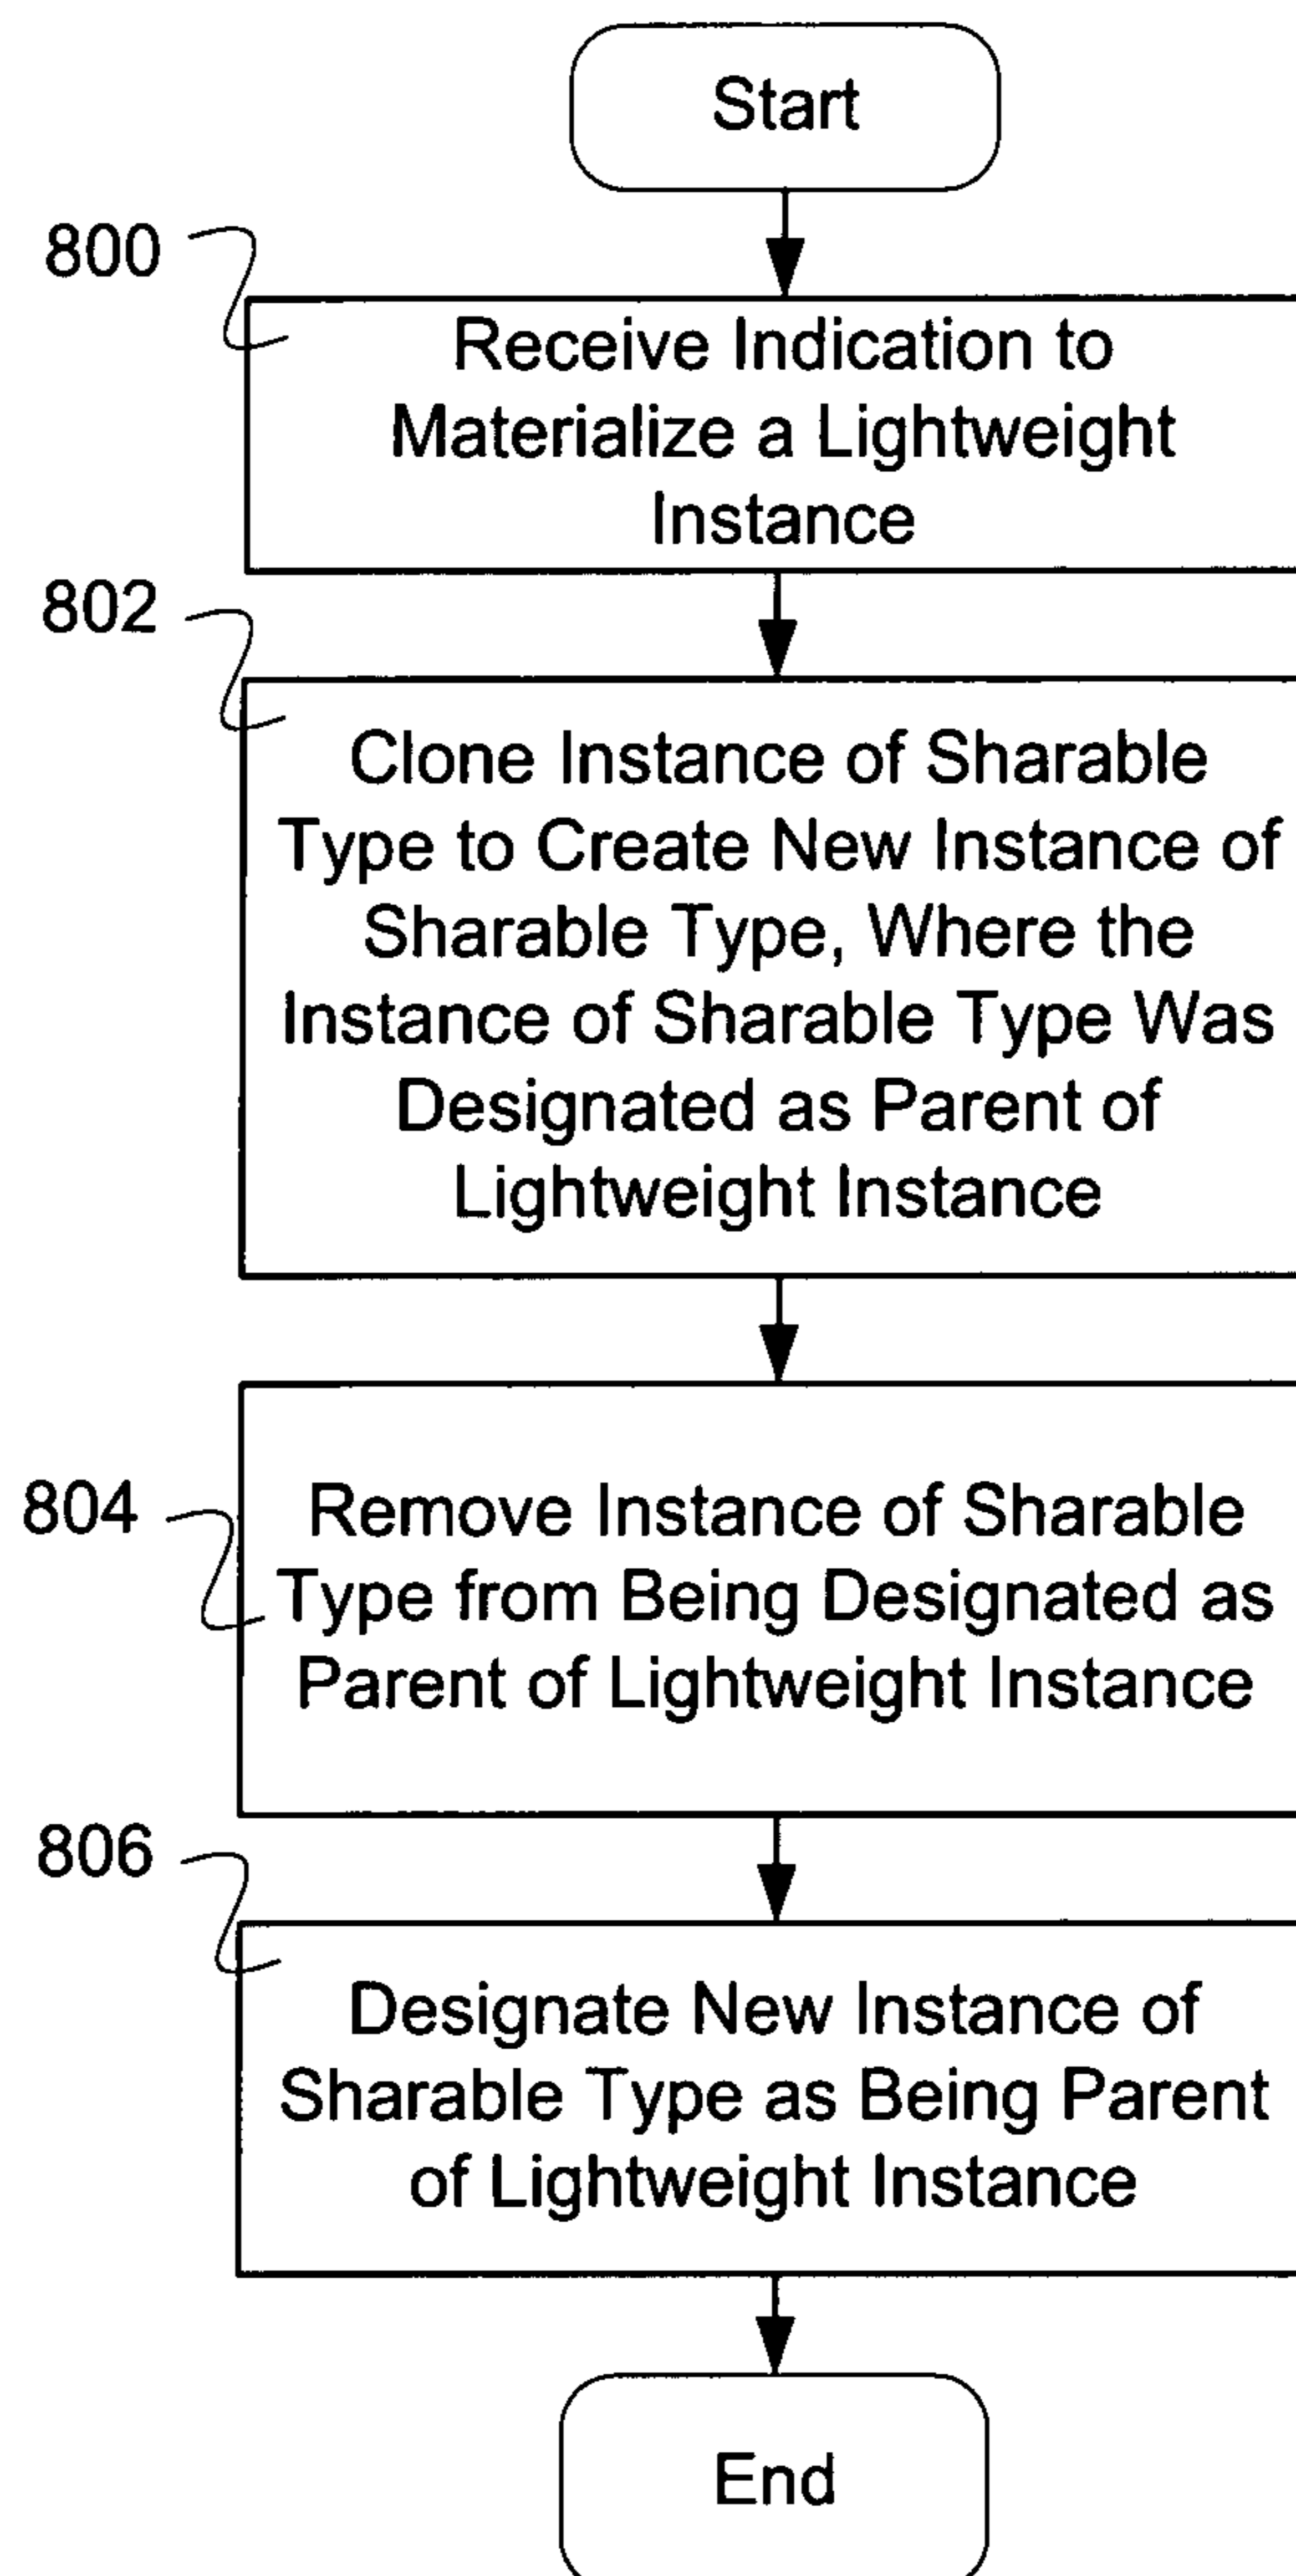 Start
800
Receive Indication to
Materialize a Lightweight
Instance
802
Clone Instance of Sharable
Type to Create New Instance of
Sharable Type, Where the
Instance of Sharable Type Was
Designated as Parent of
Lightweight Instance
804
Remove Instance of Sharable
Type from Being Designated as
Parent of Lightweight Instance
806
Designate New Instance of
Sharable Type as Being Parent
of Lightweight Instance
End